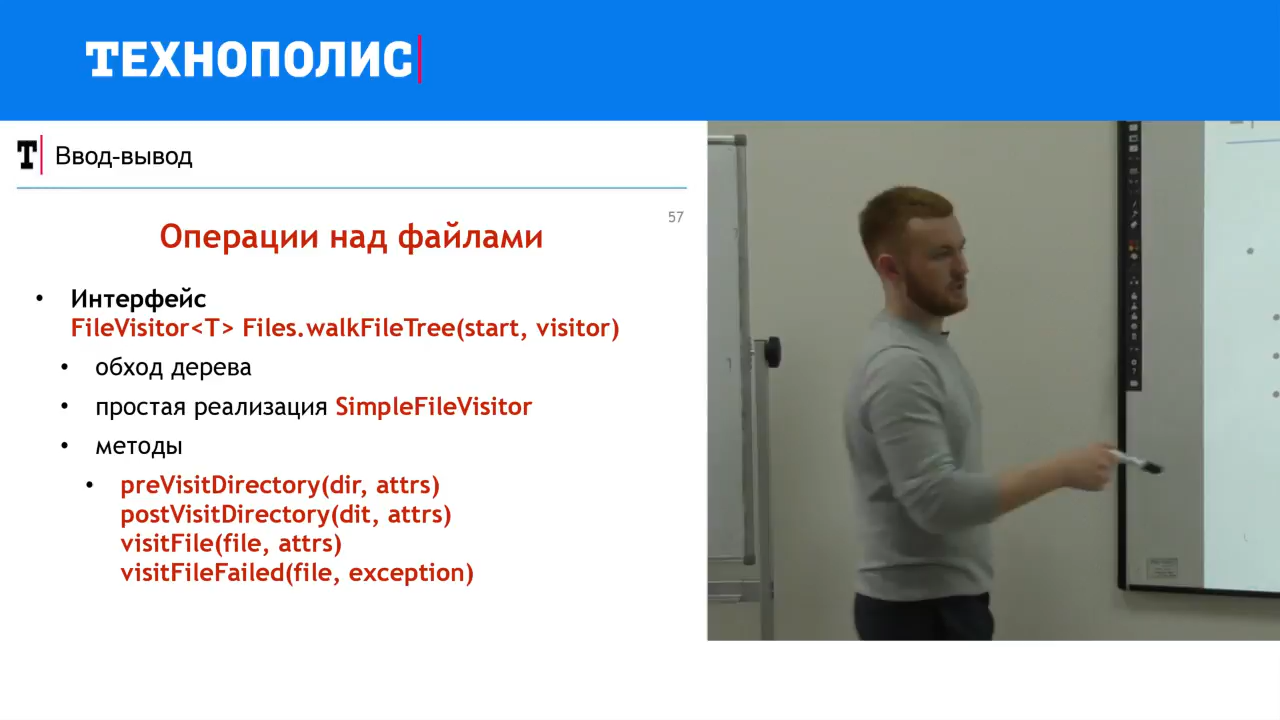 ТЕХНОПОЛИС
T Ввод-вывод
57
Операции над файлами
• Интерфейс
FileVisitor<T> Files.walkFileTree(start, visitor)
• обход дерева
• простая реализация SimpleFileVisitor
• методы
• preVisitDirectory(dir, attrs)
postVisitDirectory(dit, attrs)
visitFile(file, attrs)
visitFileFailed(file, exception)